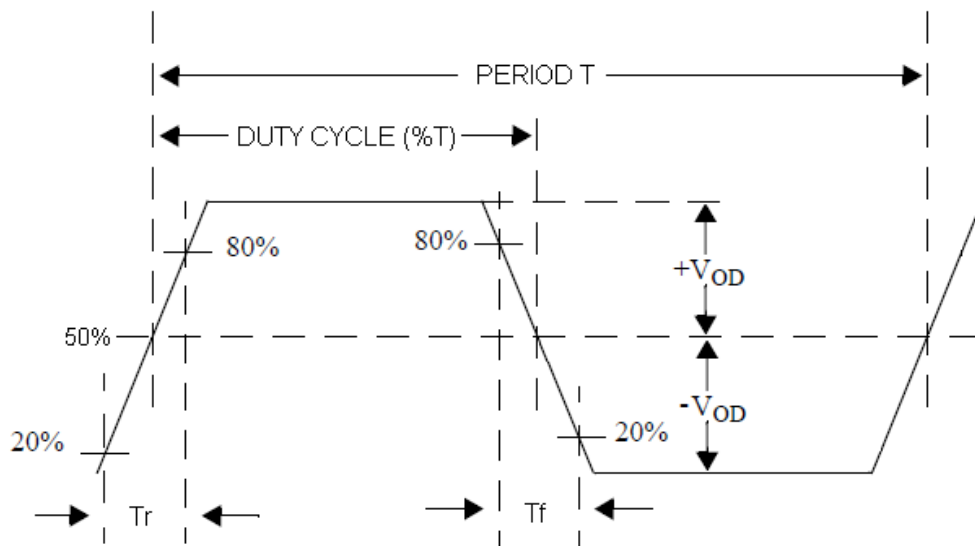 PERIOD T
DUTY CYCLE (%T)
80%
80%
+VOD
50%
-VOD
20%
20%
Tr
Tf